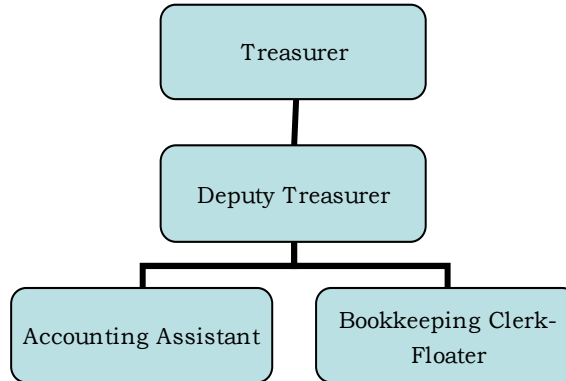 Treasurer
Deputy Treasurer
Accounting Assistant
Bookkeeping Clerk-
Floater